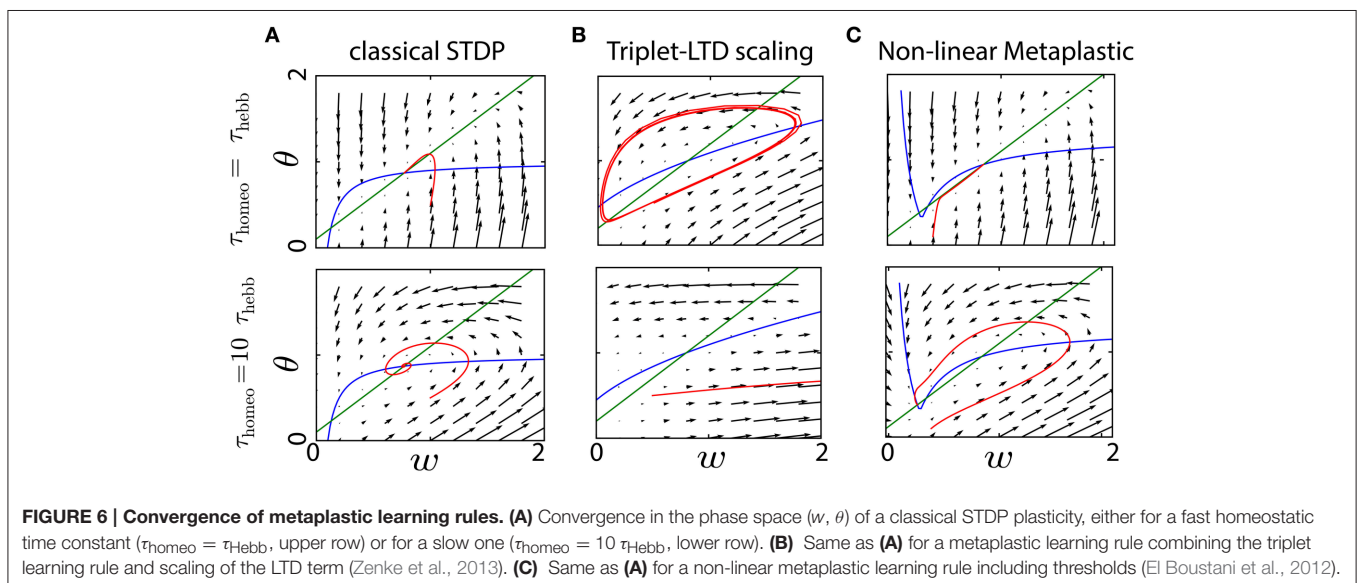 A
classical STDP
B
Triplet-LTD scaling
C
Non-linear Metaplastic
τhomeo = τhebb
2
θ
0
τhomeo=10 τhebb
θ
0
0
w
2
0
w
2
0
w
2
FIGURE 6 | Convergence of metaplastic learning rules. (A) Convergence in the phase space (w, θ) of a classical STDP plasticity, either for a fast homeostatic
time constant (τhomeo = τHebb, upper row) or for a slow one (τhomeo = 10 τHebb, lower row). (B) Same as (A) for a metaplastic learning rule combining the triplet
learning rule and scaling of the LTD term (Zenke et al., 2013). (C) Same as (A) for a non-linear metaplastic learning rule including thresholds (El Boustani et al., 2012).